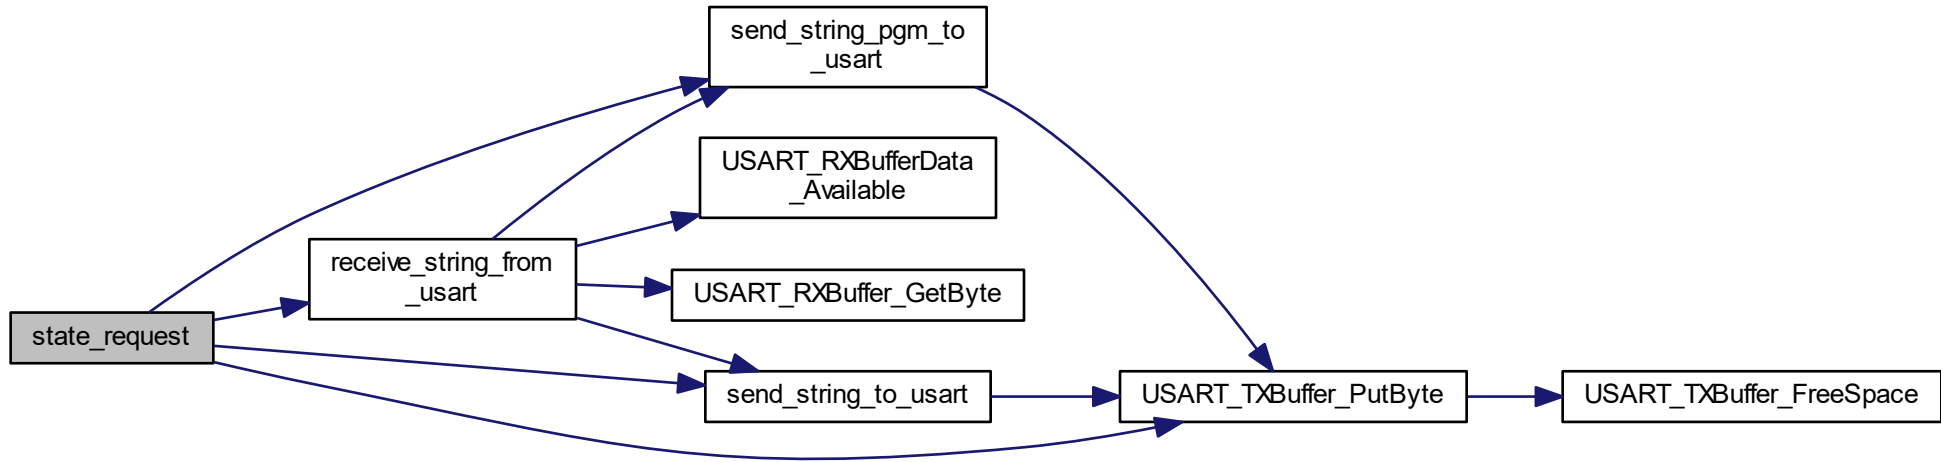 send_string_pgm_to
_usart
USART_RXBufferData
_Available
receive_string_from
_usart
USART_RXBuffer_GetByte
state_request
send_string_to_usart
USART_TXBuffer_PutByte
USART_TXBuffer_FreeSpace